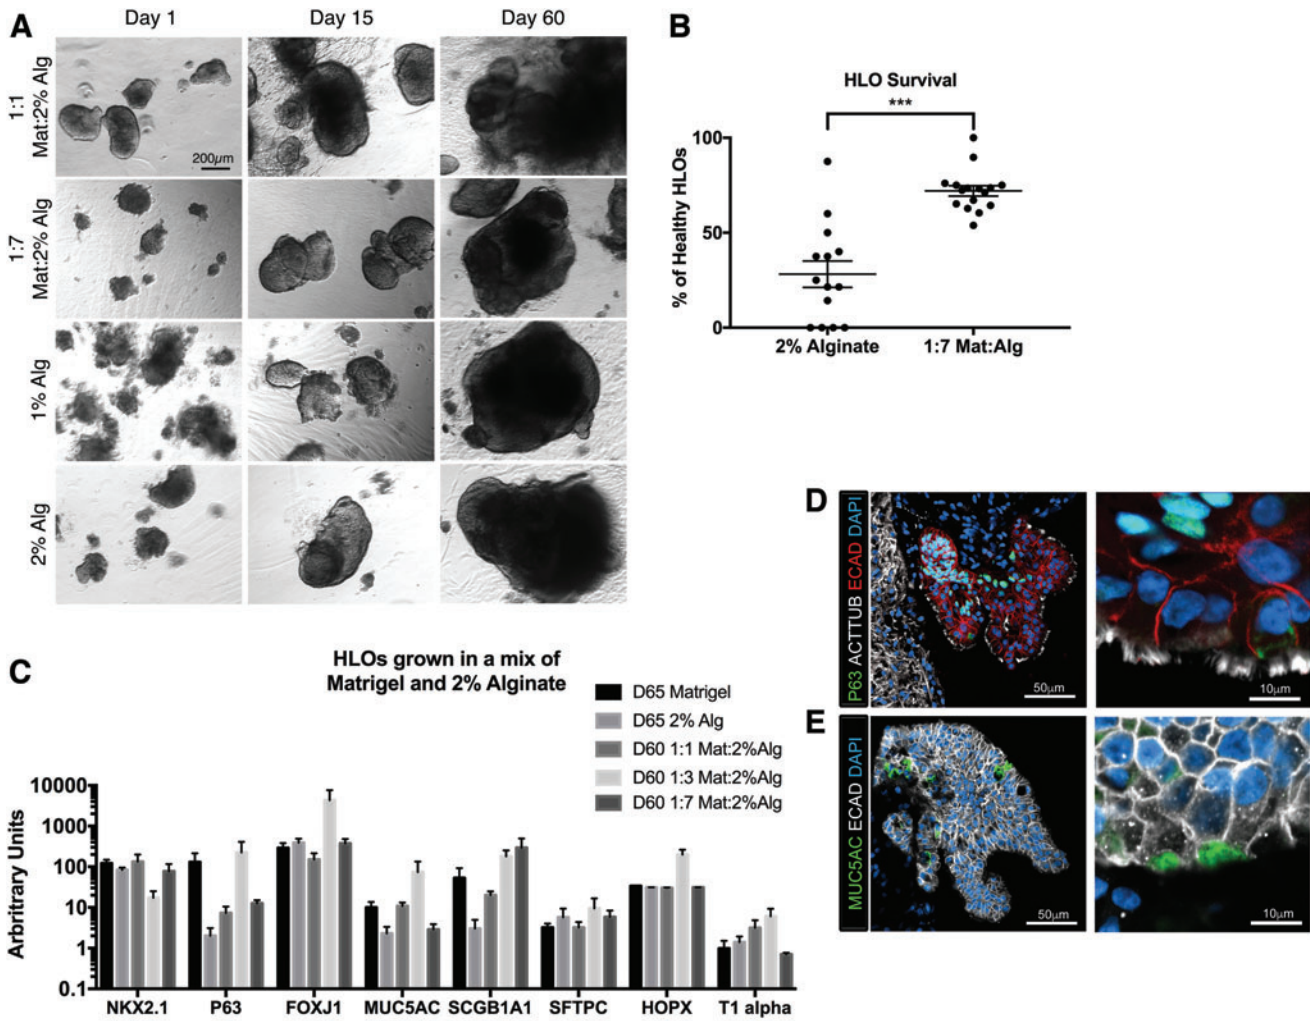 A
Day 1
Day 15
Day 60
1:1
Mat:2% Alg
200μm
1:7
Mat:2% Alg
1% Alg
2% Alg
B
HLO Survival
***
% of Healthy HLOs
100
50
0
2% Alginate
1:7 Mat:Alg
C
HLOs grown in a mix of
Matrigel and 2% Alginate
D65 Matrigel
D65 2% Alg
D60 1:1 Mat:2%Alg
D60 1:3 Mat:2%Alg
D60 1:7 Mat:2%Alg
Arbritrary Units
10000
1000
100
10
1
0.1
NKX2.1
P63
FOXJ1
MUC5AC
SCGB1A1
SFTPC
HOPX
T1 alpha
D
P63 ACTTUB ECAD DAPI
50μm
10μm
E
MUC5AC ECAD DAPI
50μm
10μm